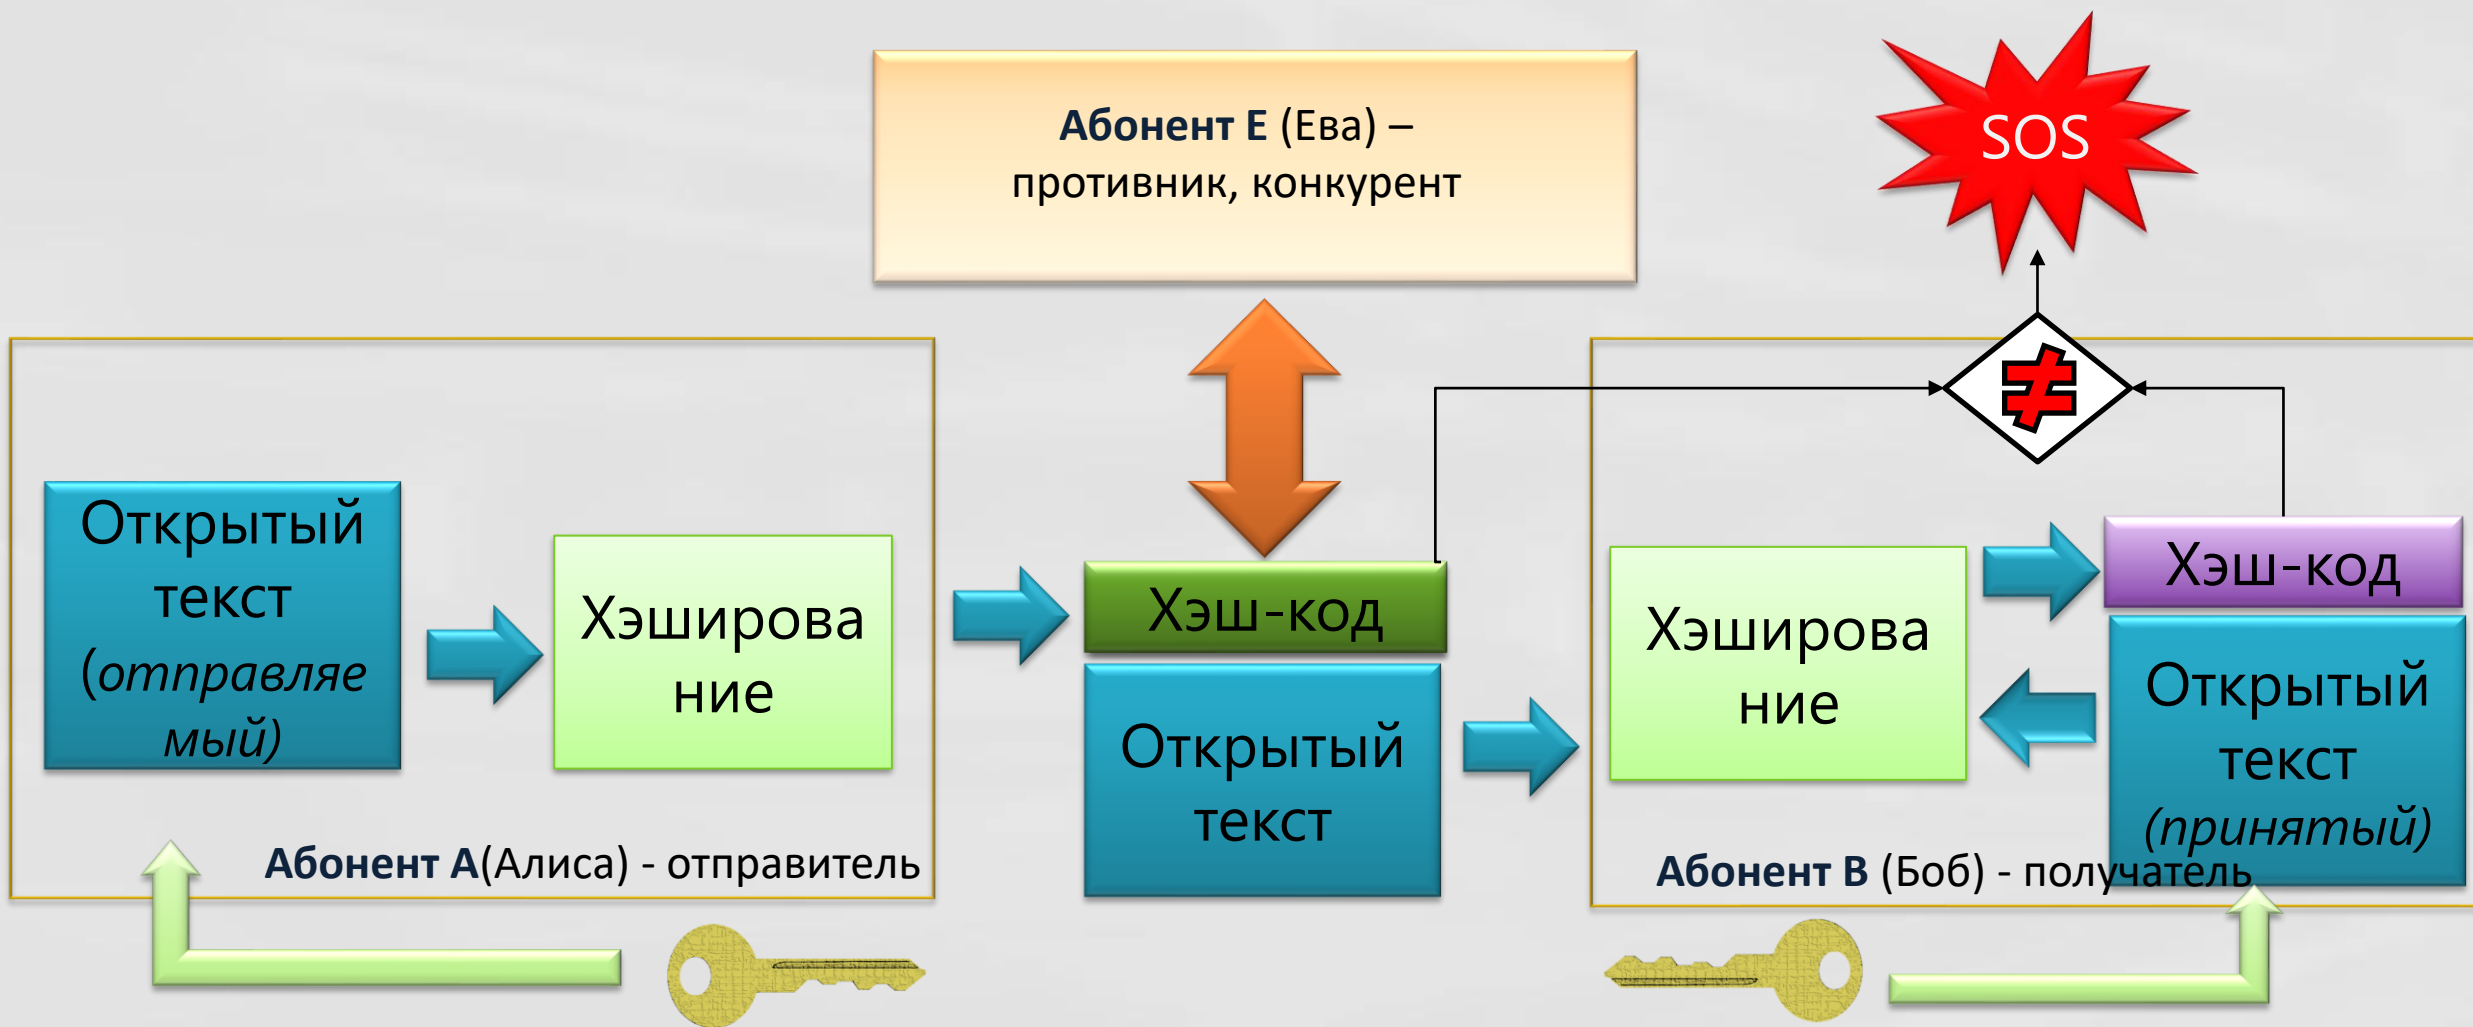 Абонент Е (Ева) –
противник, конкурент
SOS
≠
Открытый
текст
(отправляе
мый)
Хэширова
ние
Абонент А(Алиса) - отправитель
Хэш-код
Открытый
текст
Хэширова
ние
Хэш-код
Открытый
текст
(принятый)
Абонент В (Боб) - получатель